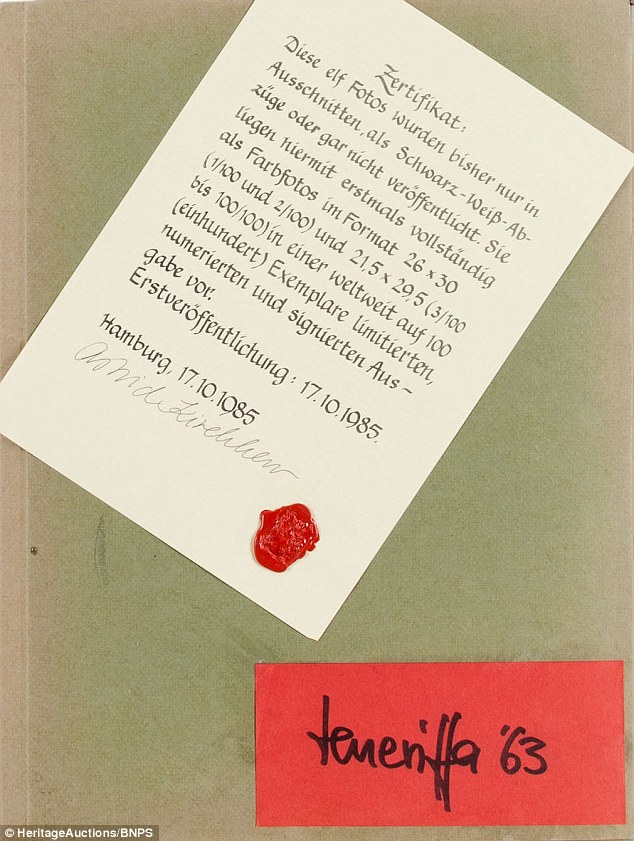 Zertifikat:
Diese elf Fotos wurden bisher nur in
Ausschnitten, als Schwarz-Weiß-Ab-
züge oder gar nicht veröffentlicht. Sie
liegen hiermit erstmals vollständig
als Farbfotos im Format 26 x 30
(1/100 und 2/100) und 21,5 x 29,5 (3/100
bis 100/100) in einer weltweit auf 100
(einhundert) Exemplare limitierten,
numerierten und signierten Aus-
gabe vor.
Erstveröffentlichung: 17.10.1985.
Hamburg, 17.10.1985
Astrid Kirchherr
teneriffa '63
© HeritageAuctions/BNPS